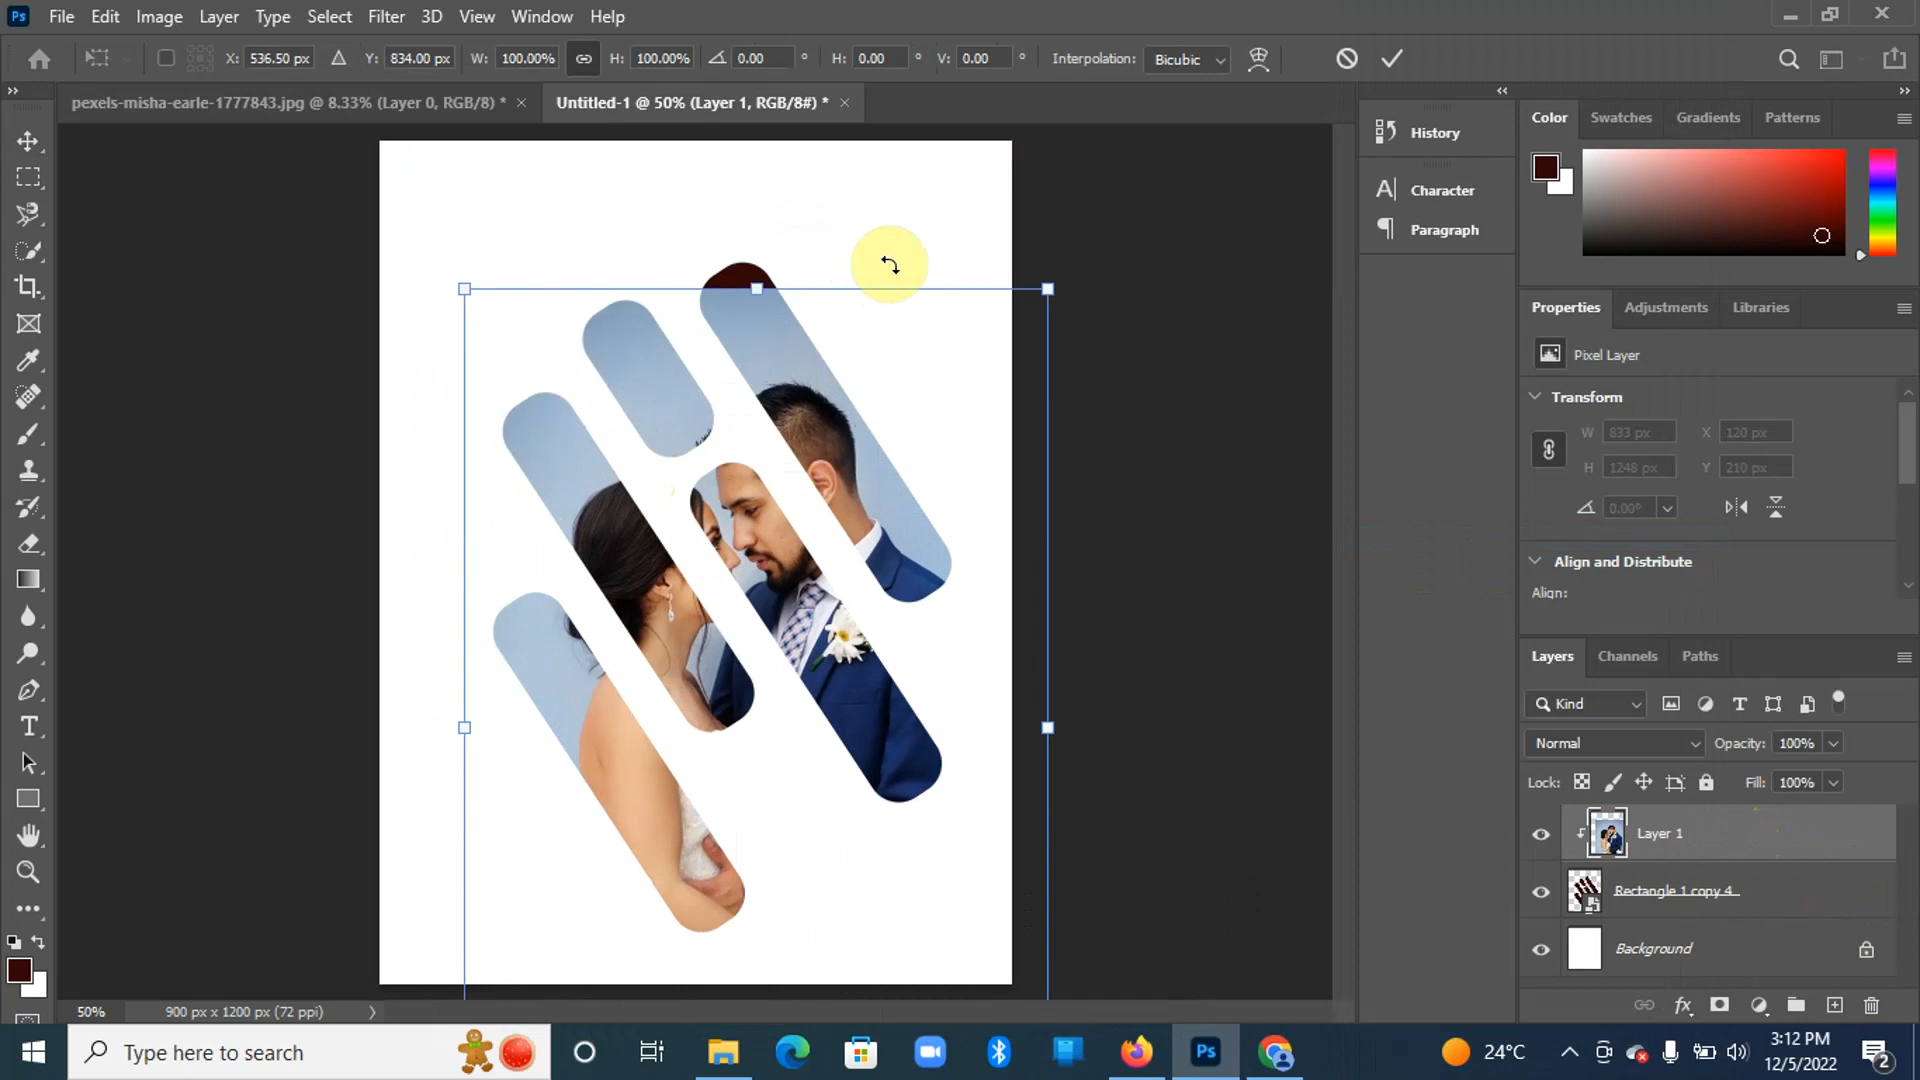 Ps File Edit Image Layer Type Select Filter 3D View Window Help
X: 536.50 px Y: 834.00 px W: 100.00% H: 100.00% 0.00 ° H: 0.00 ° V: 0.00 ° Interpolation: Bicubic
pexels-misha-earle-1777843.jpg @ 8.33% (Layer 0, RGB/8) * × Untitled-1 @ 50% (Layer 1, RGB/8#) * ×
History
Character
Paragraph
Color Swatches Gradients Patterns
Properties Adjustments Libraries
Pixel Layer
Transform
W 833 px X 120 px
H 1248 px Y 210 px
0.00°
Align and Distribute
Align:
Layers Channels Paths
Kind
Normal Opacity: 100%
Lock: Fill: 100%
Layer 1
Rectangle 1 copy 4
Background
50% 900 px x 1200 px (72 ppi)
Type here to search
Ps
24°C
3:12 PM
12/5/2022
2